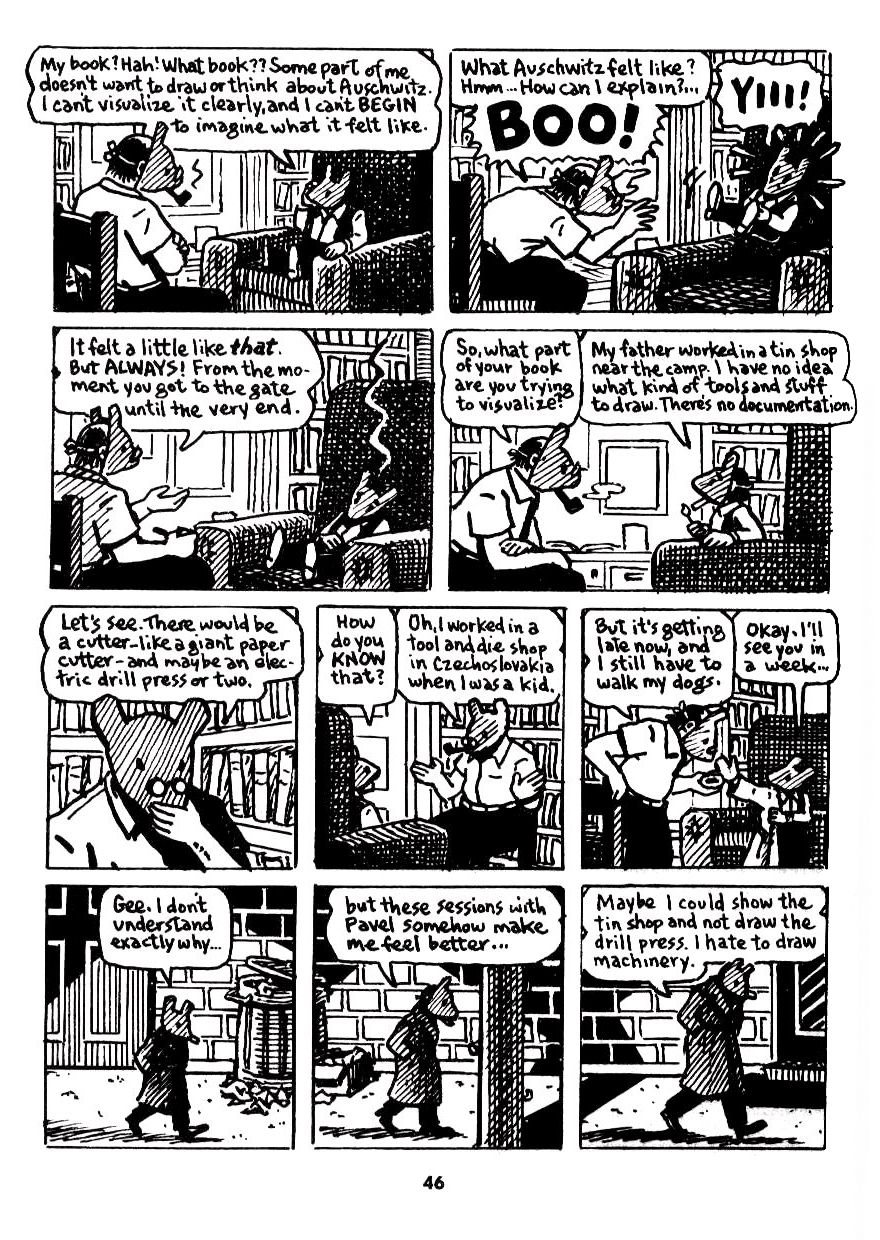 My book? Hah! What book?? Some part of me
doesn't want to draw or think about Auschwitz.
I can't visualize it clearly, and I can't BEGIN
to imagine what it felt like.
What Auschwitz felt like?
Hmm... How can I explain?...
BOO!
YIII!
It felt a little like that.
But ALWAYS! From the mo-
ment you got to the gate
until the very end.
So, what part
of your book
are you trying
to visualize?
My father worked in a tin shop
near the camp. I have no idea
what kind of tools and stuff
to draw. There's no documentation.
Let's see. There would be
a cutter-like a giant paper
cutter-and maybe an elec-
tric drill press or two.
How
do you
KNOW
that?
Oh, I worked in a
tool and die shop
in Czechoslovakia
when I was a kid.
But it's getting
late now, and
I still have to
walk my dogs.
Okay. I'll
see you in
a week...
Gee. I don't
understand
exactly why...
but these sessions with
Pavel somehow make
me feel better...
Maybe I could show the
tin shop and not draw the
drill press. I hate to draw
machinery.
46